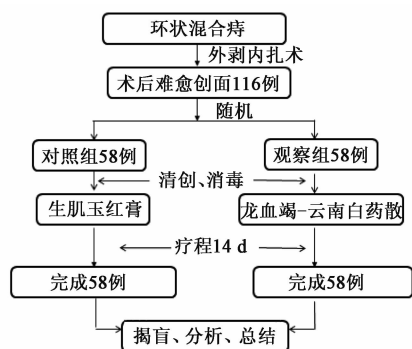 环状混合痔
外剥内扎术
术后难愈创面116例
随机
对照组58例
观察组58例
清创、消毒
生肌玉红膏
龙血竭-云南白药散
疗程14 d
完成58例
完成58例
揭盲、分析、总结